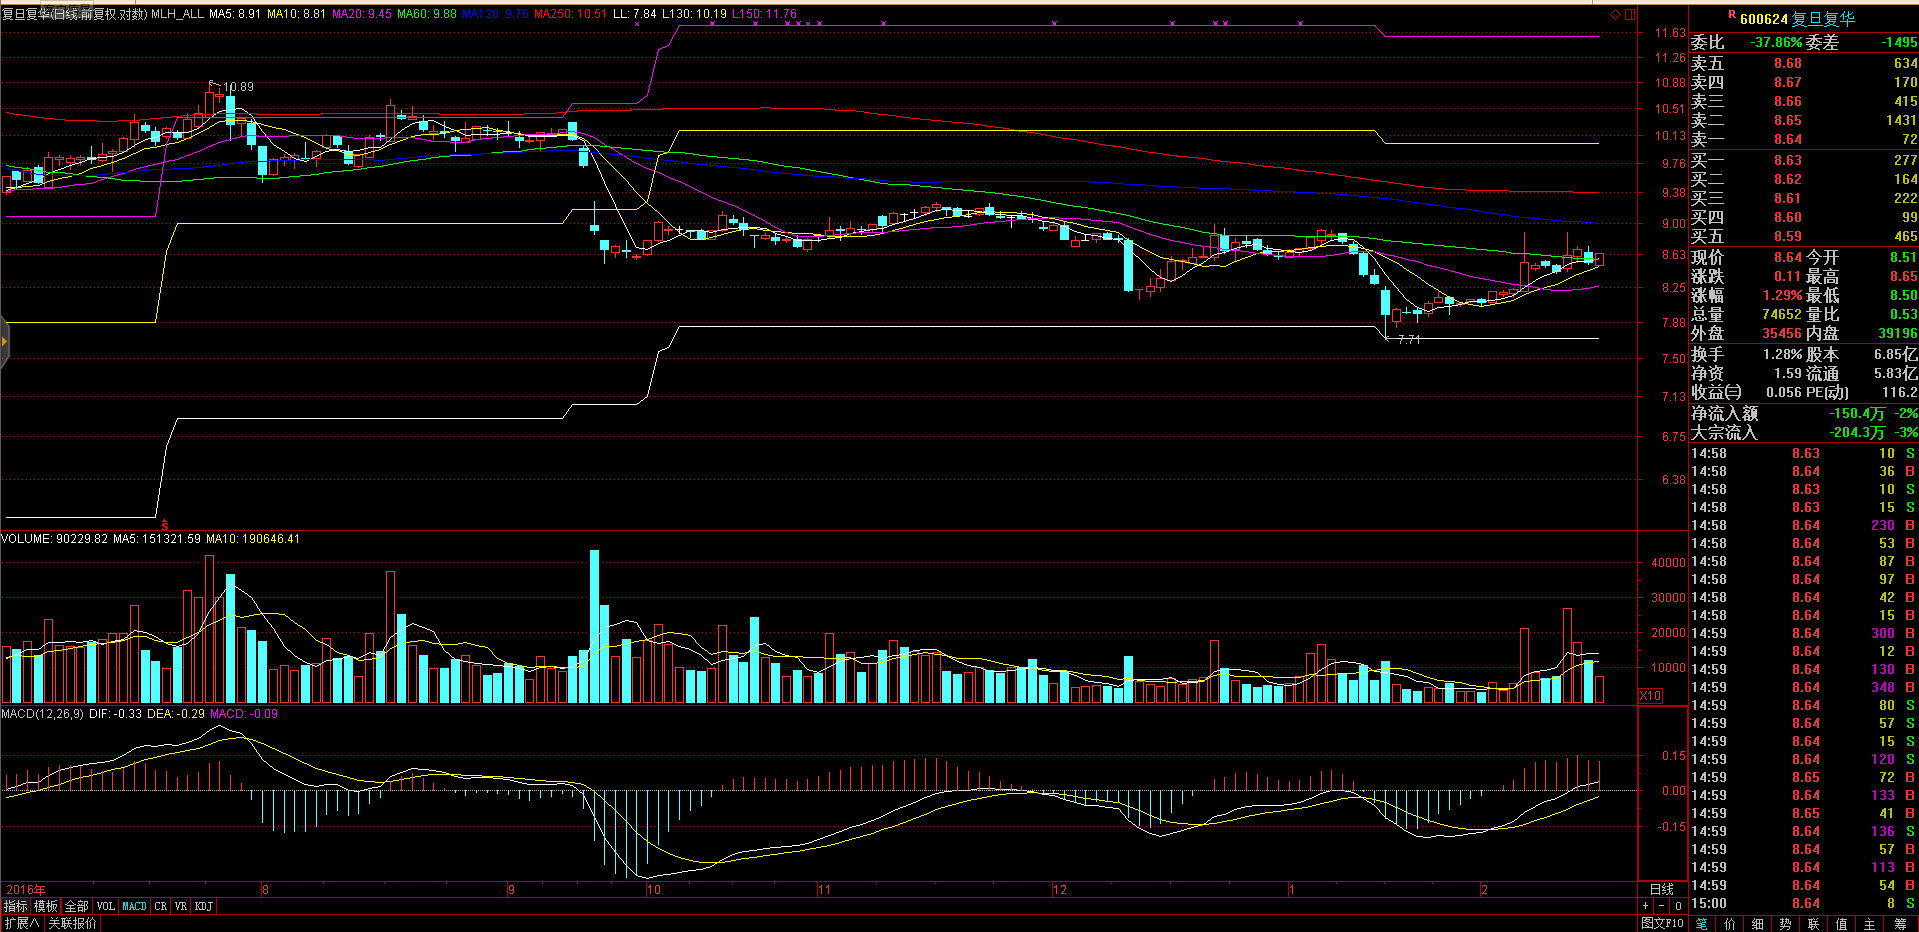 复旦复华(日线.前复权.对数) MLH_ALL MA5: 8.91 MA10: 8.81 MA20: 9.45 MA60: 9.88 MA120: 9.76 MA250: 10.51 LL: 7.84 L130: 10.19 L150: 11.76
11.63
11.26
10.88
10.51
10.13
9.76
9.38
9.00
8.63
8.25
7.88
7.50
7.13
6.75
6.38
10.89
7.71
VOLUME: 90229.82 MA5: 151321.59 MA10: 190646.41
40000
30000
20000
10000
X10
MACD(12,26,9) DIF: -0.33 DEA: -0.29 MACD: -0.09
0.15
0.00
-0.15
2016年 8 9 10 11 12 1 2 日线
指标 模板 全部 VOL MACD CR VR KDJ + - 0
扩展∧ 关联报价 图文F10
R 600624 复旦复华
委比 -37.86% 委差 -1495
卖五 8.68 634
卖四 8.67 170
卖三 8.66 415
卖二 8.65 1431
卖一 8.64 72
买一 8.63 277
买二 8.62 164
买三 8.61 222
买四 8.60 99
买五 8.59 465
现价 8.64 今开 8.51
涨跌 0.11 最高 8.65
涨幅 1.29% 最低 8.50
总量 74652 量比 0.53
外盘 35456 内盘 39196
换手 1.28% 股本 6.85亿
净资 1.59 流通 5.83亿
收益㈢ 0.056 PE(动) 116.2
净流入额 -150.4万 -2%
大宗流入 -204.3万 -3%
14:58 8.63 10 S
14:58 8.64 36 B
14:58 8.63 10 S
14:58 8.63 15 S
14:58 8.64 230 B
14:58 8.64 53 B
14:58 8.64 87 B
14:58 8.64 97 B
14:58 8.64 42 B
14:58 8.64 15 B
14:59 8.64 300 B
14:59 8.64 12 B
14:59 8.64 130 B
14:59 8.64 348 B
14:59 8.64 80 S
14:59 8.64 57 S
14:59 8.64 15 S
14:59 8.64 120 S
14:59 8.65 72 B
14:59 8.64 133 B
14:59 8.65 41 B
14:59 8.64 136 S
14:59 8.64 57 B
14:59 8.64 113 B
14:59 8.64 54 B
15:00 8.64 8 S
笔 价 细 势 联 值 主 筹